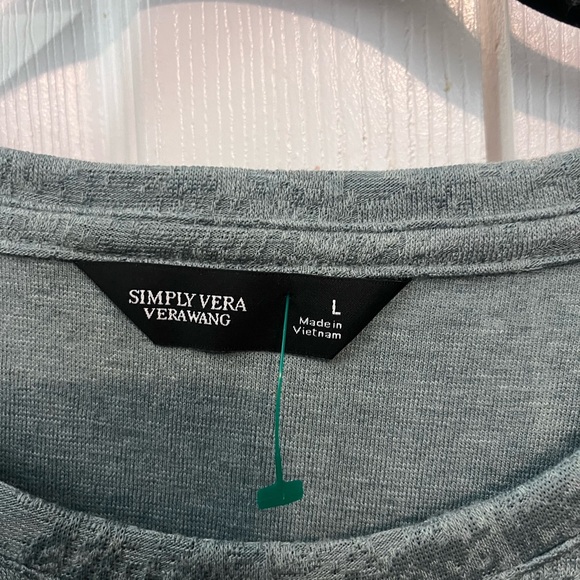 SIMPLY VERA
VERAWANG
L
Made in
Vietnam